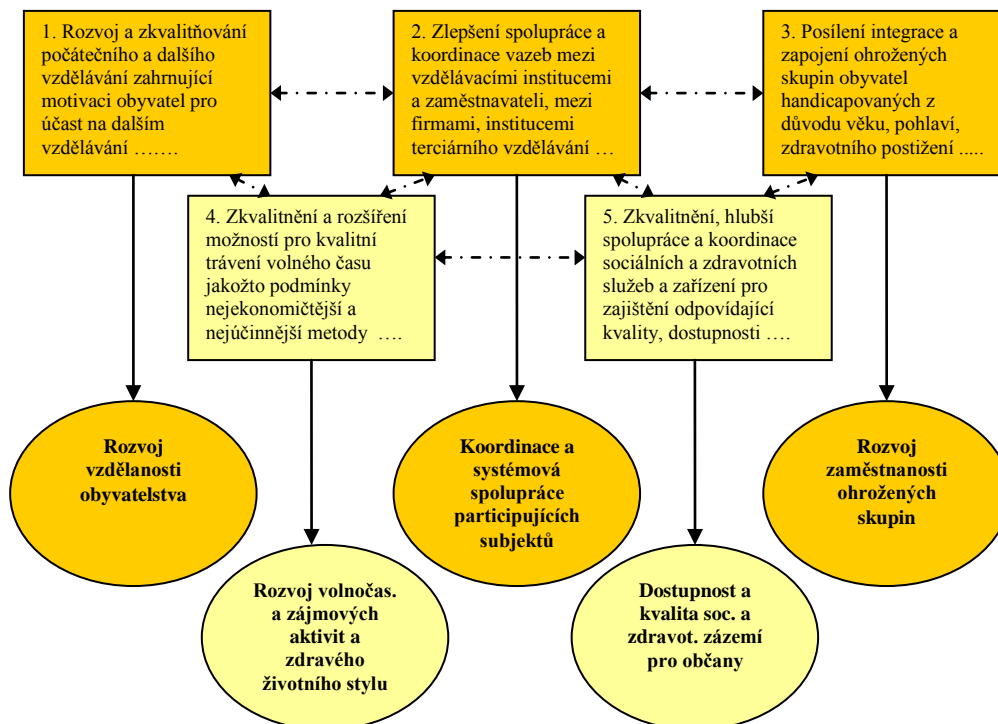 1. Rozvoj a zkvalitňování
počátečního a dalšího
vzdělávání zahrnující
motivaci obyvatel pro
účast na dalším
vzdělávání …….
2. Zlepšení spolupráce a
koordinace vazeb mezi
vzdělávacími institucemi
a zaměstnavateli, mezi
firmami, institucemi
terciárního vzdělávání …
3. Posílení integrace a
zapojení ohrožených
skupin obyvatel
handicapovaných z
důvodu věku, pohlaví,
zdravotního postižení .....
4. Zkvalitnění a rozšíření
možností pro kvalitní
trávení volného času
jakožto podmínky
nejekonomičtější a
nejúčinnější metody ….
5. Zkvalitnění, hlubší
spolupráce a koordinace
sociálních a zdravotních
služeb a zařízení pro
zajištění odpovídající
kvality, dostupnosti ….
Rozvoj
vzdělanosti
obyvatelstva
Koordinace a
systémová
spolupráce
participujících
subjektů
Rozvoj
zaměstnanosti
ohrožených
skupin
Rozvoj volnočas.
a zájmových
aktivit a
zdravého
životního stylu
Dostupnost a
kvalita soc. a
zdravot. zázemí
pro občany